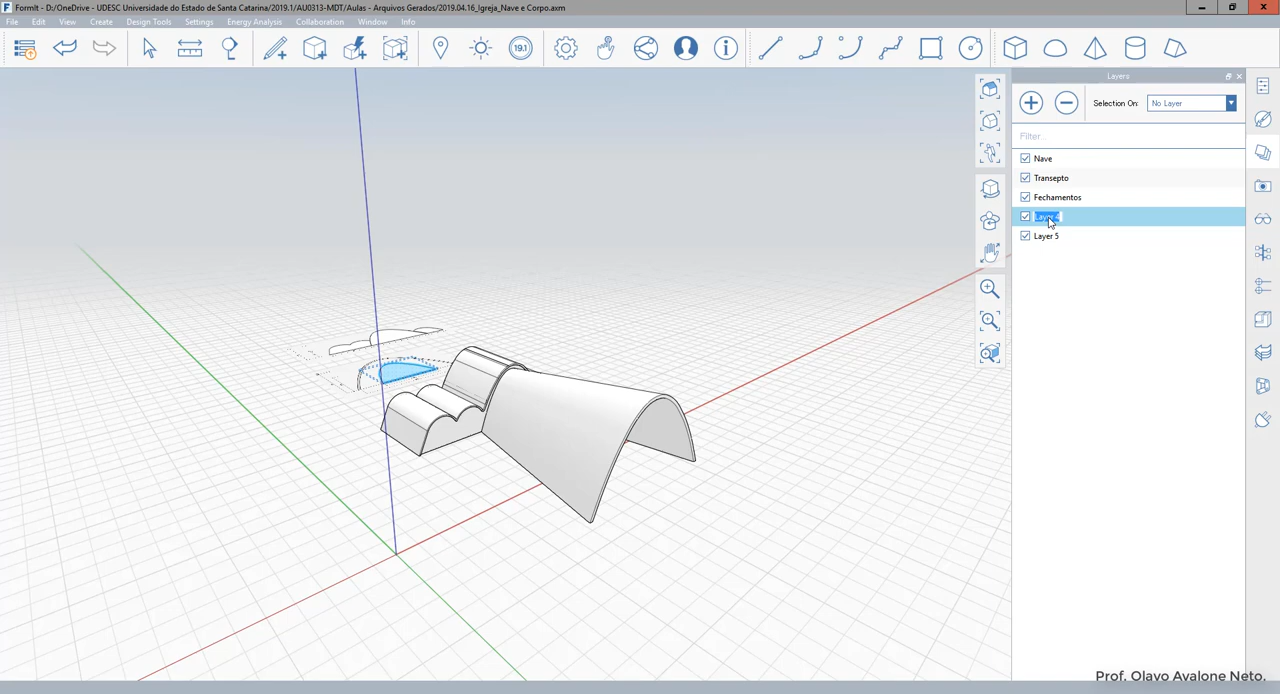 FormIt - D:/OneDrive - UDESC Universidade do Estado de Santa Catarina/2019.1/AU0313-MDT/Aulas - Arquivos Gerados/2019.04.16_Igreja_Nave e Corpo.axm
File Edit View Create Design Tools Settings Energy Analysis Collaboration Window Info
19.1
Layers
Selection On: No Layer
Filter...
Nave
Transepto
Fechamentos
Layer 4
Layer 5
Prof. Olavo Avalone Neto.